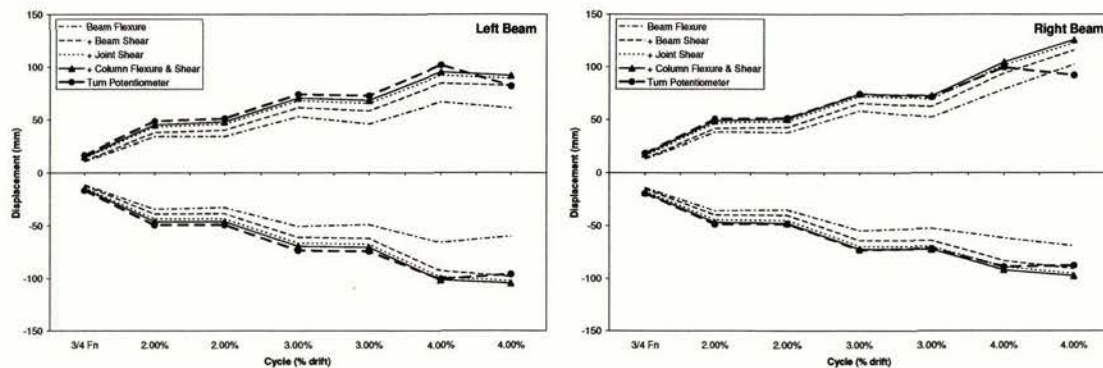 Left Beam
Beam Flexure
+ Beam Shear
+ Joint Shear
+ Column Flexure & Shear
Turn Potentiometer
150
100
50
0
-50
-100
-150
Displacement (mm)
3/4 Fn 2.00% 2.00% 3.00% 3.00% 4.00% 4.00%
Cycle (% drift)
Right Beam
Beam Flexure
+ Beam Shear
+ Joint Shear
+ Column Flexure & Shear
Turn Potentiometer
150
100
50
0
-50
-100
-150
Displacement (mm)
3/4 Fn 2.00% 2.00% 3.00% 3.00% 4.00% 4.00%
Cycle (% drift)